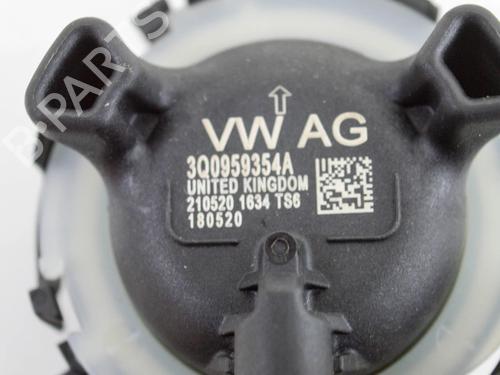 B-PARTS
VW AG
3Q0959354A
UNITED KINGDOM
210520 1634 TS6
180520